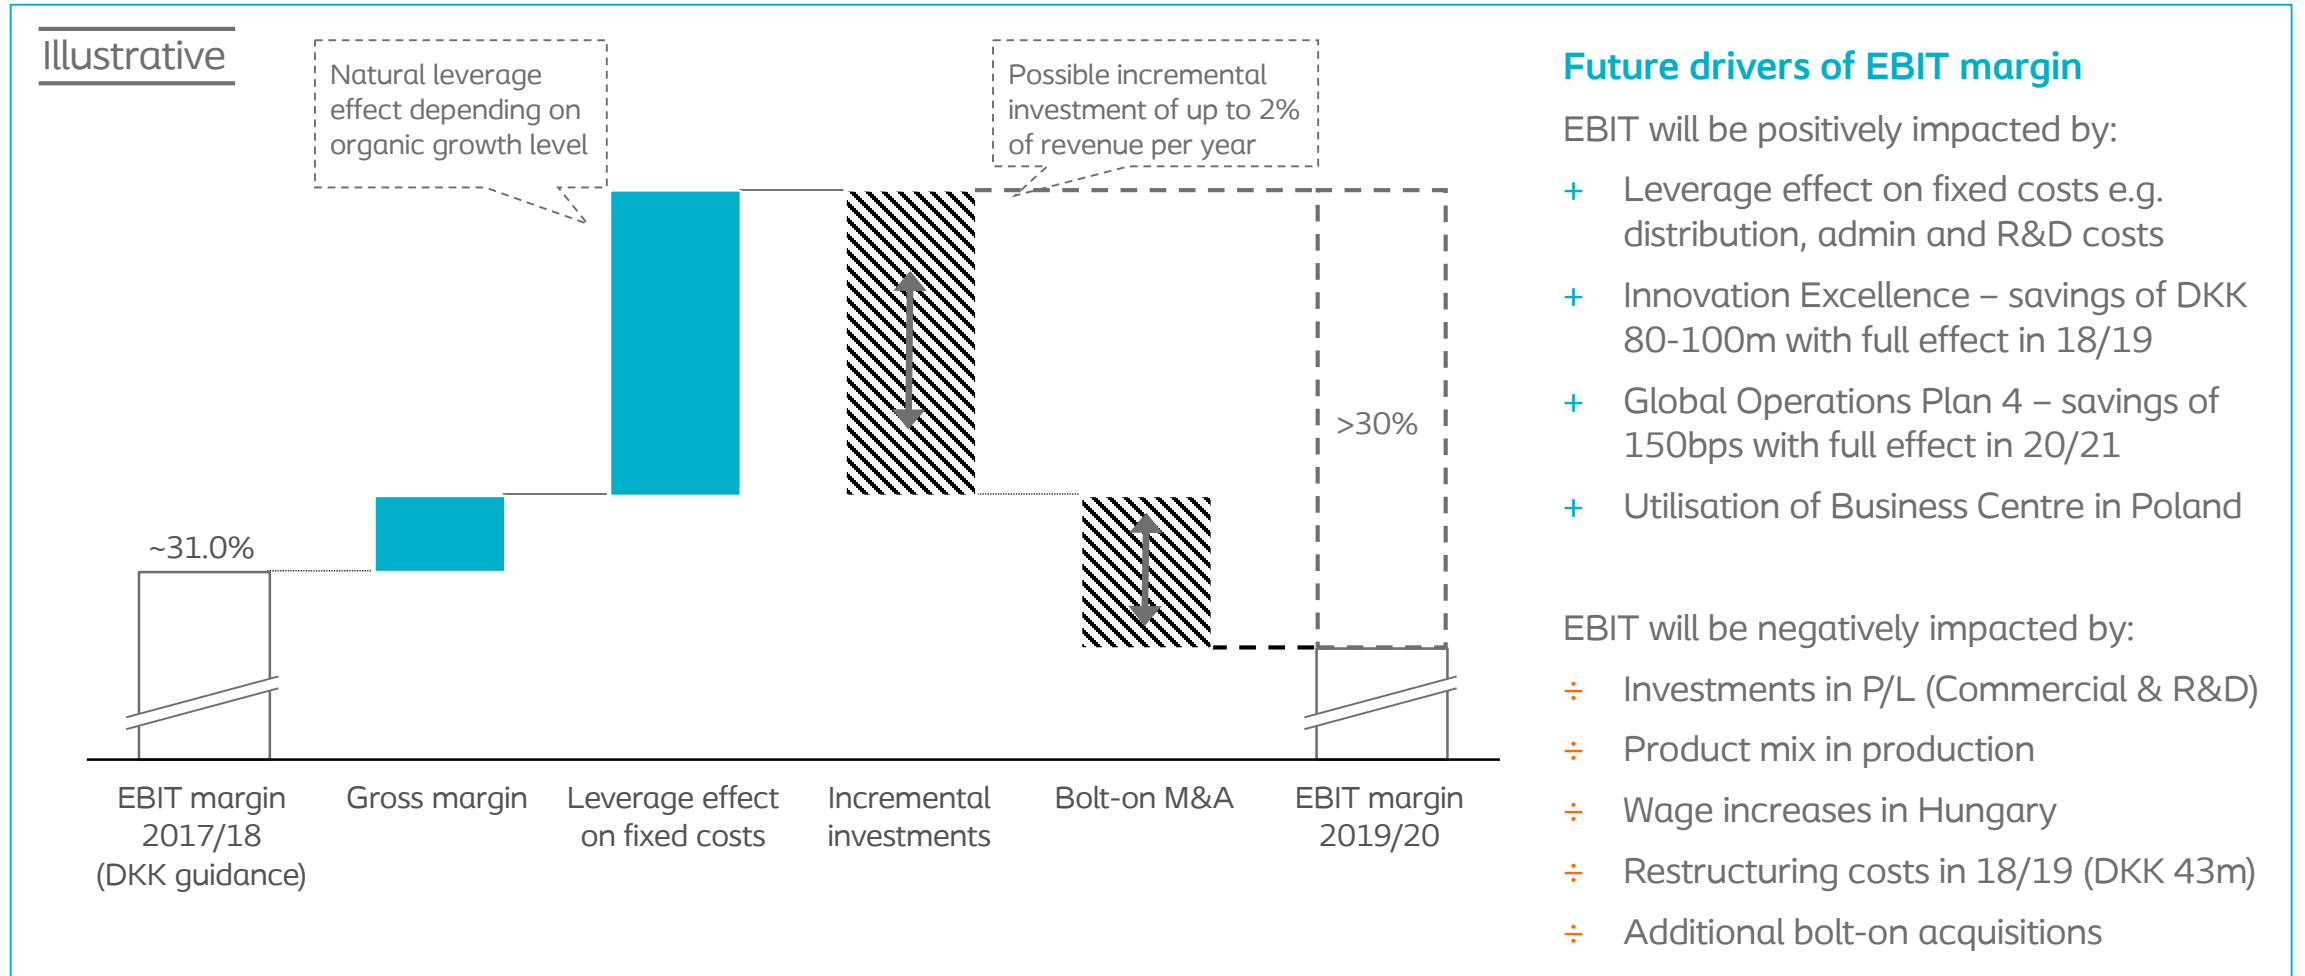 Illustrative
Natural leverage
effect depending on
organic growth level
Possible incremental
investment of up to 2%
of revenue per year
~31.0%
>30%
EBIT margin
2017/18
(DKK guidance)
Gross margin
Leverage effect
on fixed costs
Incremental
investments
Bolt-on M&A
EBIT margin
2019/20
Future drivers of EBIT margin
EBIT will be positively impacted by:
+ Leverage effect on fixed costs e.g.
distribution, admin and R&D costs
+ Innovation Excellence – savings of DKK
80-100m with full effect in 18/19
+ Global Operations Plan 4 – savings of
150bps with full effect in 20/21
+ Utilisation of Business Centre in Poland
EBIT will be negatively impacted by:
÷ Investments in P/L (Commercial & R&D)
÷ Product mix in production
÷ Wage increases in Hungary
÷ Restructuring costs in 18/19 (DKK 43m)
÷ Additional bolt-on acquisitions